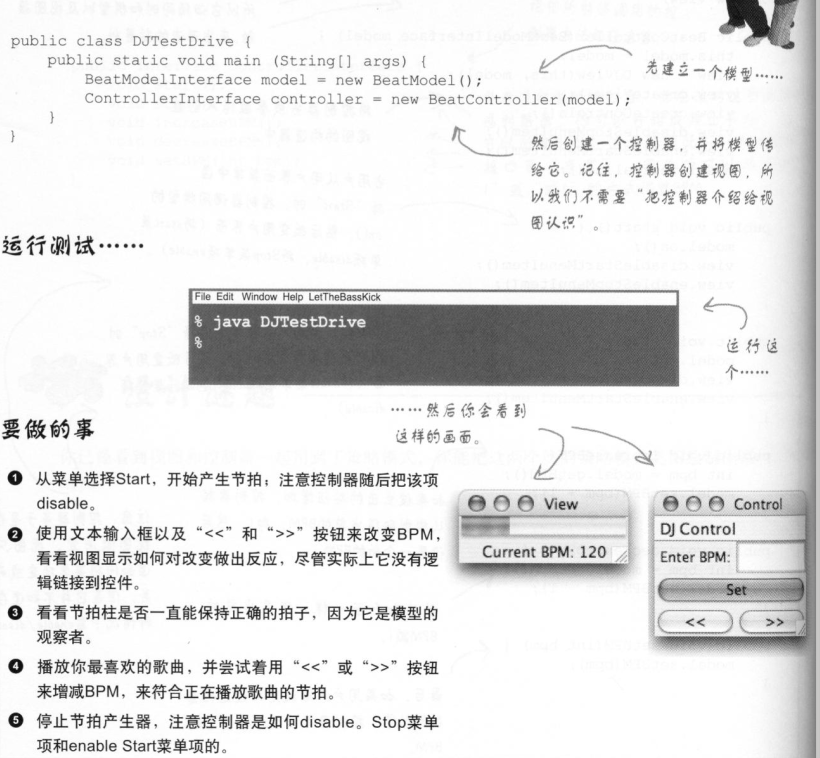 public class DJTestDrive {
public static void main (String[] args) {
BeatModelInterface model = new BeatModel();
ControllerInterface controller = new BeatController(model);
}
}
先建立一个模型……
然后创建一个控制器，并将模型传
给它。记住，控制器创建视图，所
以我们不需要“把控制器介绍给视
图认识”。
运行测试……
File Edit Window Help LetTheBassKick
% java DJTestDrive
%
运行这
个……
……然后你会看到
这样的画面。
要做的事
❶ 从菜单选择Start，开始产生节拍；注意控制器随后把该项
disable。
❷ 使用文本输入框以及“<<”和“>>”按钮来改变BPM，
看看视图显示如何对改变做出反应，尽管实际上它没有逻
辑链接到控件。
❸ 看看节拍柱是否一直能保持正确的拍子，因为它是模型的
观察者。
❹ 播放你最喜欢的歌曲，并尝试着用“<<”或“>>”按钮
来增减BPM，来符合正在播放歌曲的节拍。
❺ 停止节拍产生器，注意控制器是如何disable。Stop菜单
项和enable Start菜单项的。
View
Current BPM: 120
Control
DJ Control
Enter BPM:
Set
<<
>>